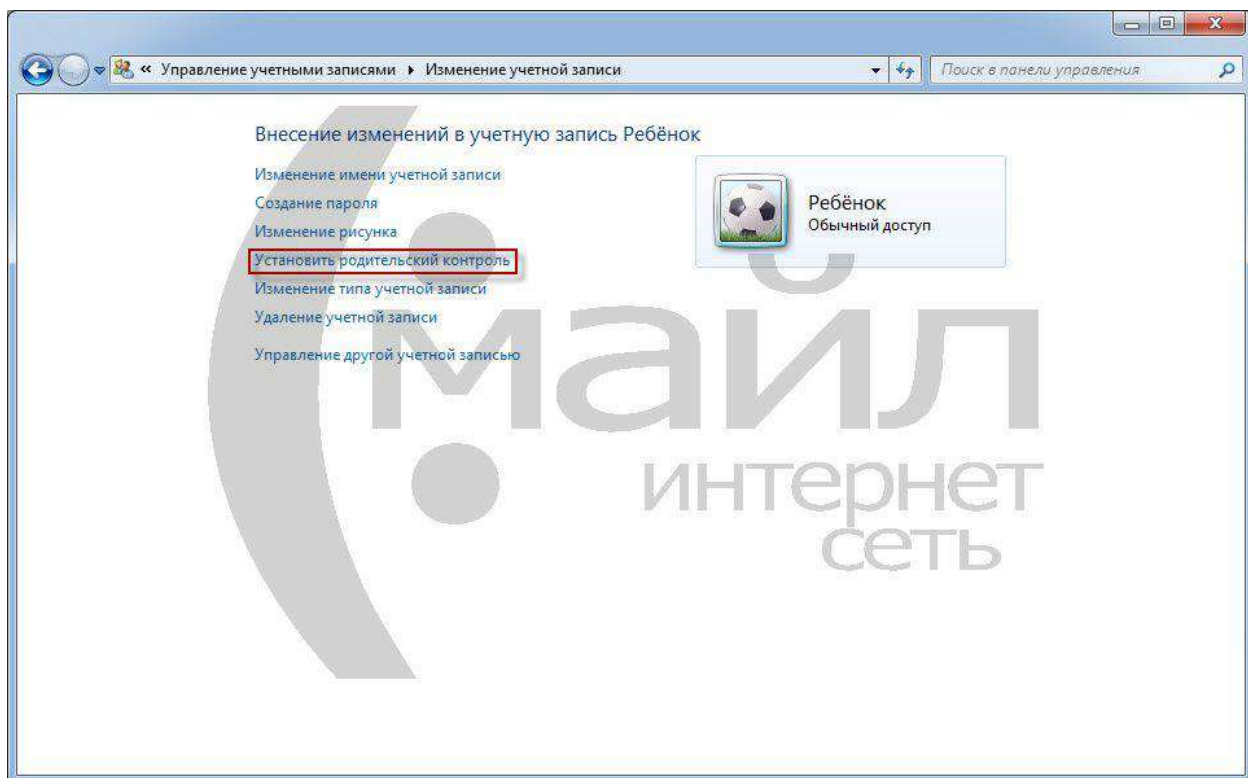 « Управление учетными записями ▸ Изменение учетной записи
Поиск в панели управления
Внесение изменений в учетную запись Ребёнок
Изменение имени учетной записи
Создание пароля
Изменение рисунка
Установить родительский контроль
Изменение типа учетной записи
Удаление учетной записи
Управление другой учетной записью
Ребёнок
Обычный доступ
(:майл
интернет
сеть